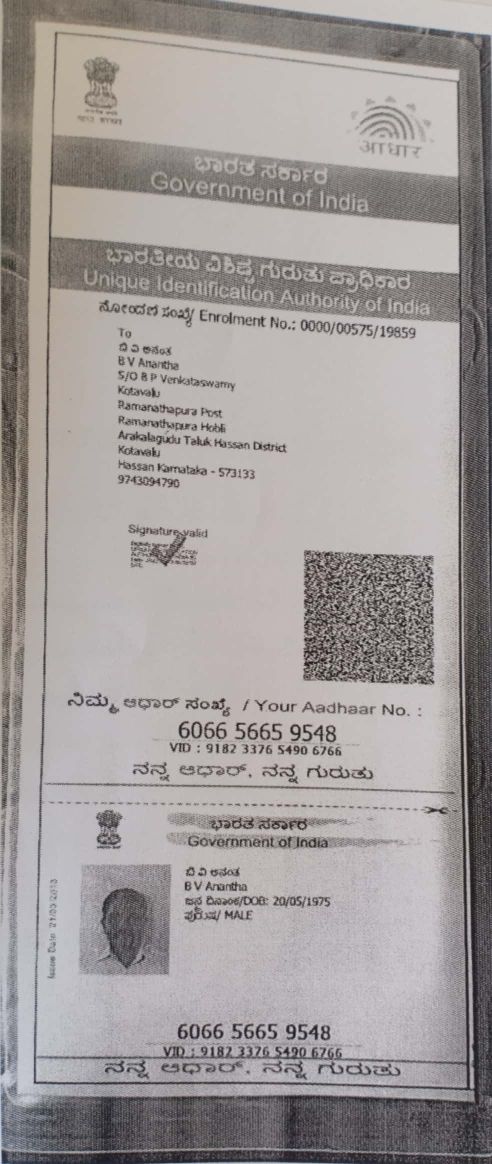 आधार
ಭಾರತ ಸರ್ಕಾರ
Government of India
ಭಾರತೀಯ ವಿಶಿಷ್ಟ ಗುರುತು ಪ್ರಾಧಿಕಾರ
Unique Identification Authority of India
ನೋಂದಣಿ ಸಂಖ್ಯೆ/ Enrolment No.: 0000/00575/19859
To
ಬಿ ವಿ ಅನಂತ
B V Anantha
S/O B P Venkataswamy
Kotavalu
Ramanathapura Post
Ramanathapura Hobli
Arakalagudu Taluk Hassan District
Kotavalu
Hassan Karnataka - 573133
9743094790
Signature valid
ನಿಮ್ಮ ಆಧಾರ್ ಸಂಖ್ಯೆ / Your Aadhaar No. :
6066 5665 9548
VID : 9182 3376 5490 6766
ನನ್ನ ಆಧಾರ್, ನನ್ನ ಗುರುತು
ಭಾರತ ಸರ್ಕಾರ
Government of India
ಬಿ ವಿ ಅನಂತ
B V Anantha
ಜನ್ಮ ದಿನಾಂಕ/DOB: 20/05/1975
ಪುರುಷ/ MALE
6066 5665 9548
VID : 9182 3376 5490 6766
ನನ್ನ ಆಧಾರ್, ನನ್ನ ಗುರುತು